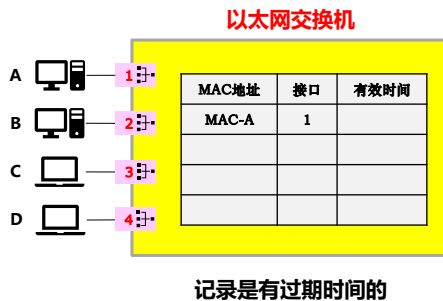 以太网交换机
A 1
B 2
C 3
D 4
MAC地址 接口 有效时间
MAC-A 1
记录是有过期时间的